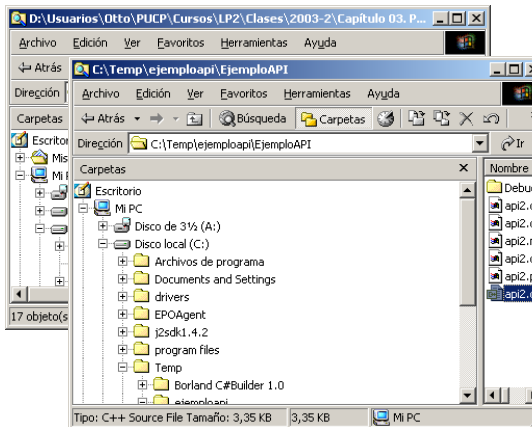 D:\Usuarios\Otto\PUCP\Cursos\LP2\Clases\2003-2\Capítulo 03. P...
Archivo Edición Ver Favoritos Herramientas Ayuda
Atrás
Dirección
Carpetas
Escritor
Mis
Mi
17 objeto(s
C:\Temp\ejemploapi\EjemploAPI
Archivo Edición Ver Favoritos Herramientas Ayuda
Atrás Búsqueda Carpetas
Dirección C:\Temp\ejemploapi\EjemploAPI Ir
Carpetas Nombre
Escritorio
Mi PC
Disco de 3½ (A:)
Disco local (C:)
Archivos de programa
Documents and Settings
drivers
EPOAgent
j2sdk1.4.2
program files
Temp
Borland C#Builder 1.0
ejemploapi
Debu
api2.
api2.
api2.
api2.
api2.
api2.
Tipo: C++ Source File Tamaño: 3,35 KB 3,35 KB Mi PC